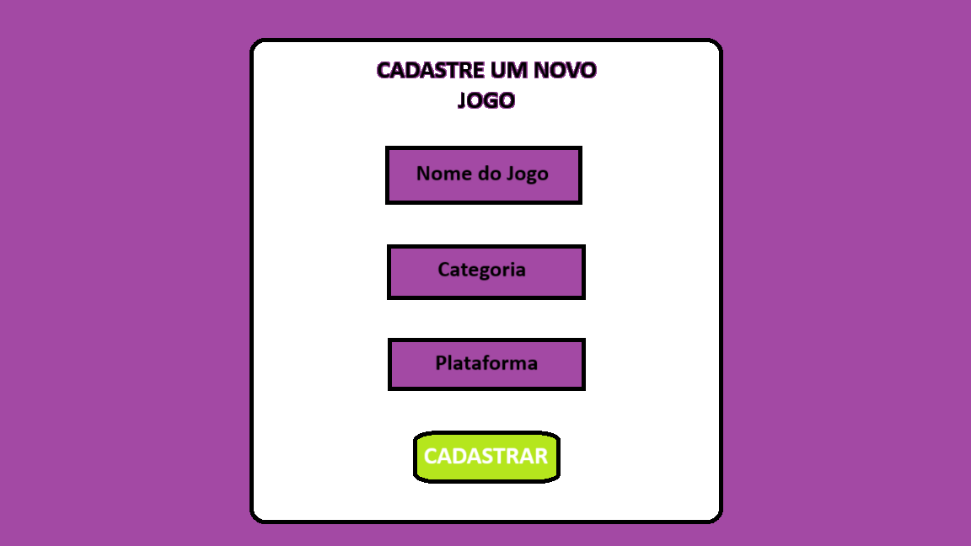 CADASTRE UM NOVO
JOGO
Nome do Jogo
Categoria
Plataforma
CADASTRAR